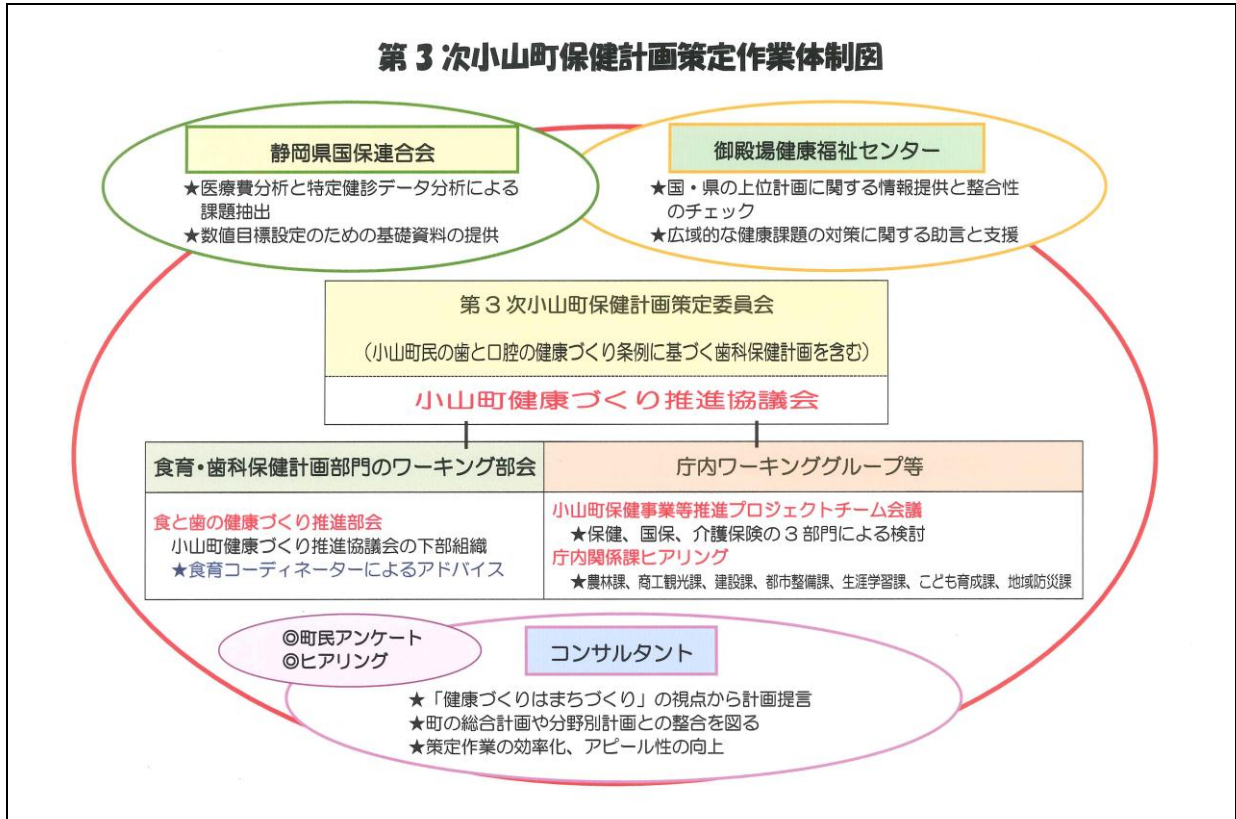 第3次小山町保健計画策定作業体制図
静岡県国保連合会
★医療費分析と特定健診データ分析による
課題抽出
★数値目標設定のための基礎資料の提供
御殿場健康福祉センター
★国・県の上位計画に関する情報提供と整合性
のチェック
★広域的な健康課題の対策に関する助言と支援
第3次小山町保健計画策定委員会
(小山町民の歯と口腔の健康づくり条例に基づく歯科保健計画を含む)
小山町健康づくり推進協議会
食育・歯科保健計画部門のワーキング部会
食と歯の健康づくり推進部会
小山町健康づくり推進協議会の下部組織
★食育コーディネーターによるアドバイス
庁内ワーキンググループ等
小山町保健事業等推進プロジェクトチーム会議
★保健、国保、介護保険の3部門による検討
庁内関係課ヒアリング
★農林課、商工観光課、建設課、都市整備課、生涯学習課、こども育成課、地域防災課
◎町民アンケート
◎ヒアリング
コンサルタント
★「健康づくりはまちづくり」の視点から計画提言
★町の総合計画や分野別計画との整合を図る
★策定作業の効率化、アピール性の向上